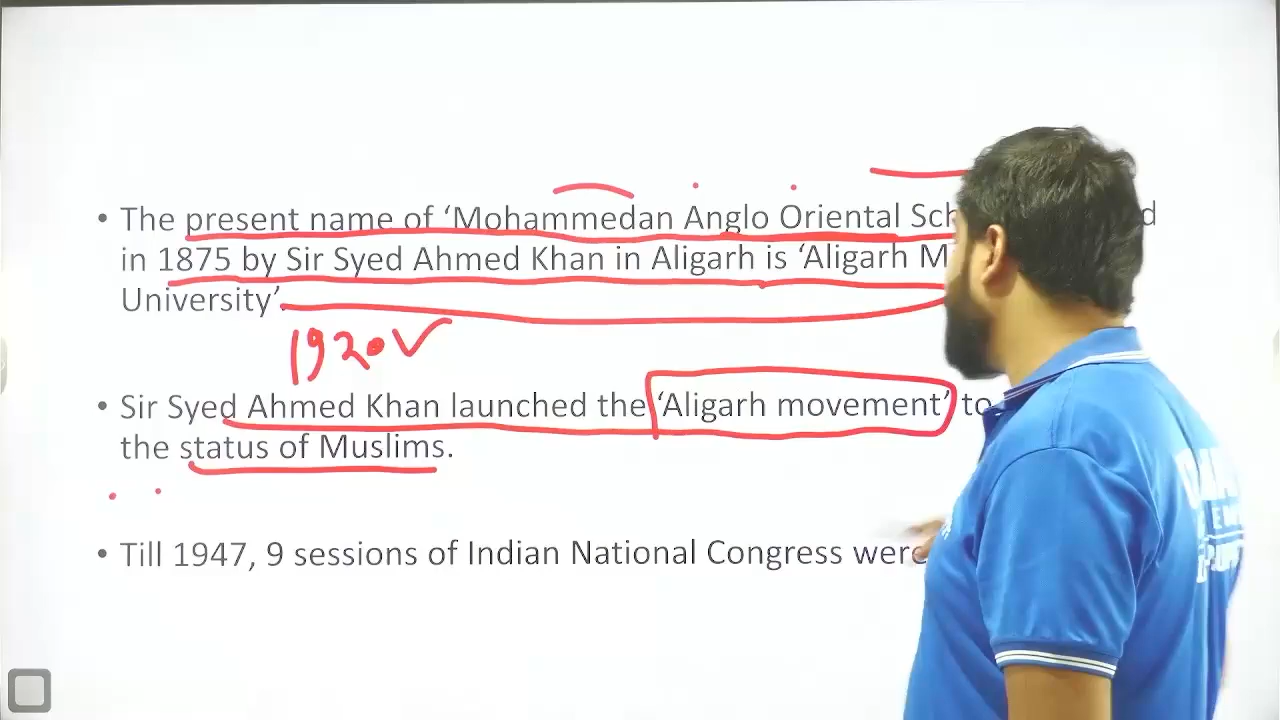 • The present name of ‘Mohammedan Anglo Oriental
in 1875 by Sir Syed Ahmed Khan in Aligarh is ‘Aligarh
University’
1920✓
• Sir Syed Ahmed Khan launched the ‘Aligarh movement’ to
the status of Muslims.
• Till 1947, 9 sessions of Indian National Congress were